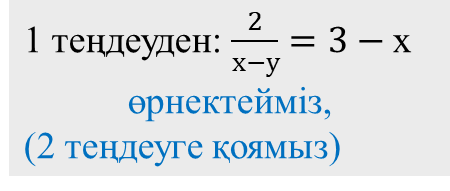 1 теңдеуден: 2/(x−y) = 3 − x
өрнектейміз,
(2 теңдеуге қоямыз)